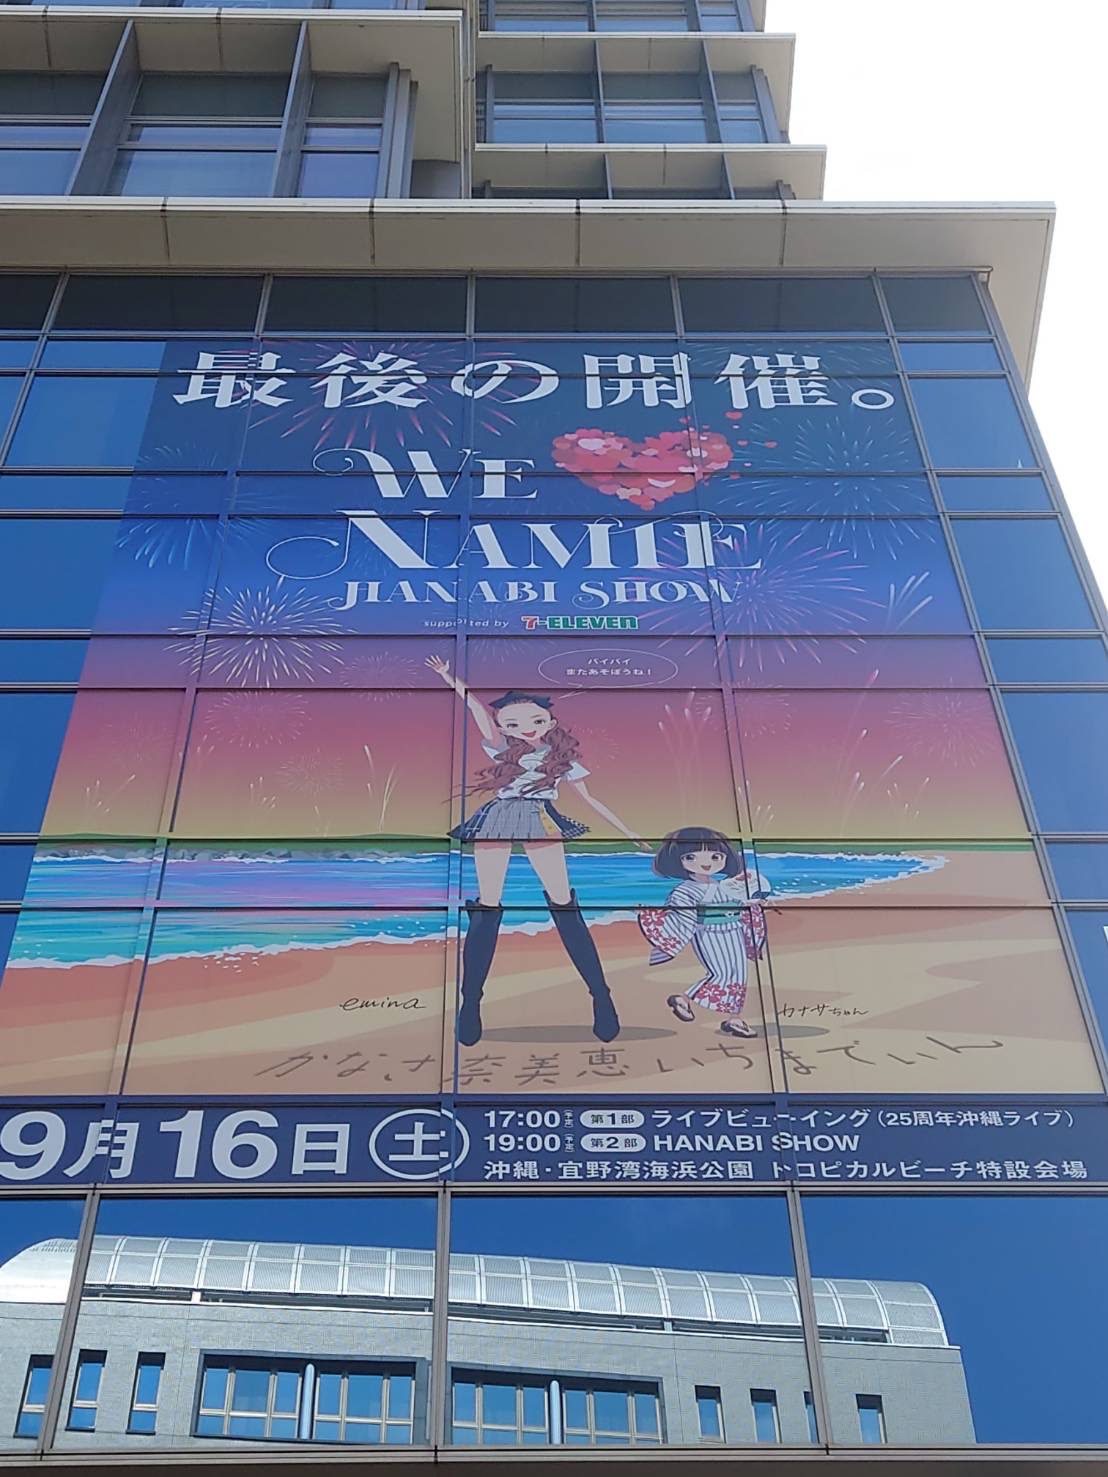 最後の開催。
WE
NAMIE
HANABI SHOW
supported by 7-ELEVEN
バイバイ
またあそぼうね！
emina
カナサちゃん
かなさ奈美恵いちまでぃん
9月16日(土) 17:00(予定) 第1部 ライブビューイング (25周年沖縄ライブ)
19:00(予定) 第2部 HANABI SHOW
沖縄・宜野湾海浜公園 トロピカルビーチ特設会場